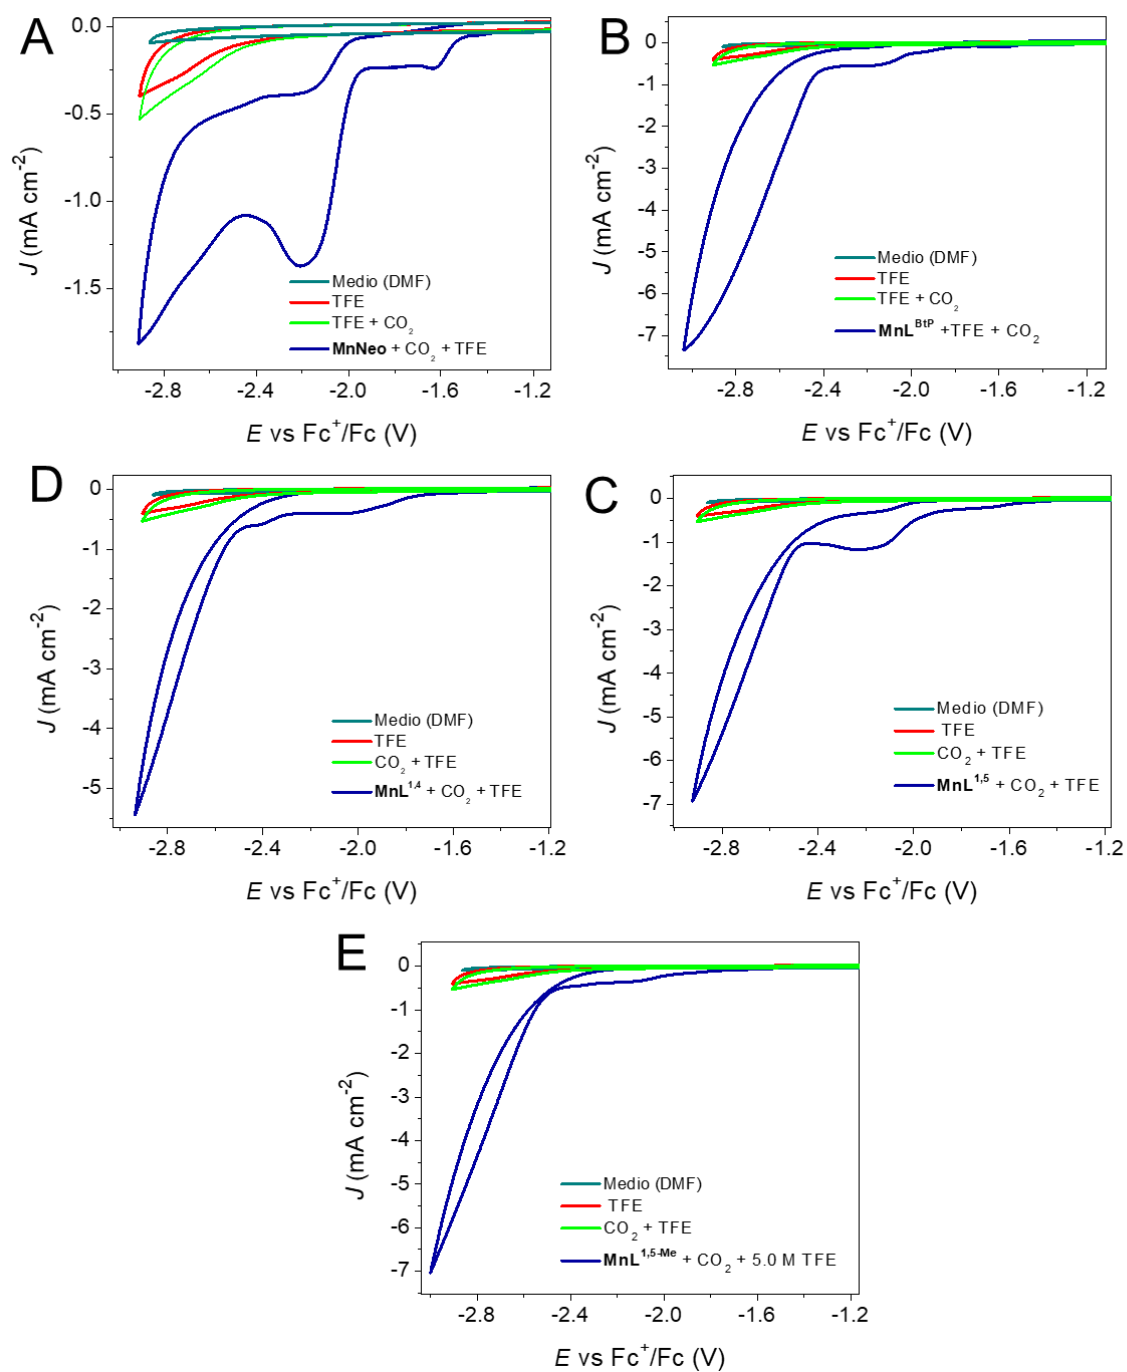 A
0.0
-0.5
-1.0
-1.5
J (mA cm⁻²)
Medio (DMF)
TFE
TFE + CO₂
MnNeo + CO₂ + TFE
-2.8 -2.4 -2.0 -1.6 -1.2
E vs Fc⁺/Fc (V)
B
0
-1
-2
-3
-4
-5
-6
-7
J (mA cm⁻²)
Medio (DMF)
TFE
TFE + CO₂
MnL^BtP +TFE + CO₂
-2.8 -2.4 -2.0 -1.6 -1.2
E vs Fc⁺/Fc (V)
D
0
-1
-2
-3
-4
-5
J (mA cm⁻²)
Medio (DMF)
TFE
CO₂ + TFE
MnL^1,4 + CO₂ + TFE
-2.8 -2.4 -2.0 -1.6 -1.2
E vs Fc⁺/Fc (V)
C
0
-1
-2
-3
-4
-5
-6
-7
J (mA cm⁻²)
Medio (DMF)
TFE
CO₂ + TFE
MnL^1,5 + CO₂ + TFE
-2.8 -2.4 -2.0 -1.6 -1.2
E vs Fc⁺/Fc (V)
E
0
-1
-2
-3
-4
-5
-6
-7
J (mA cm⁻²)
Medio (DMF)
TFE
CO₂ + TFE
MnL^1,5-Me + CO₂ + 5.0 M TFE
-2.8 -2.4 -2.0 -1.6 -1.2
E vs Fc⁺/Fc (V)